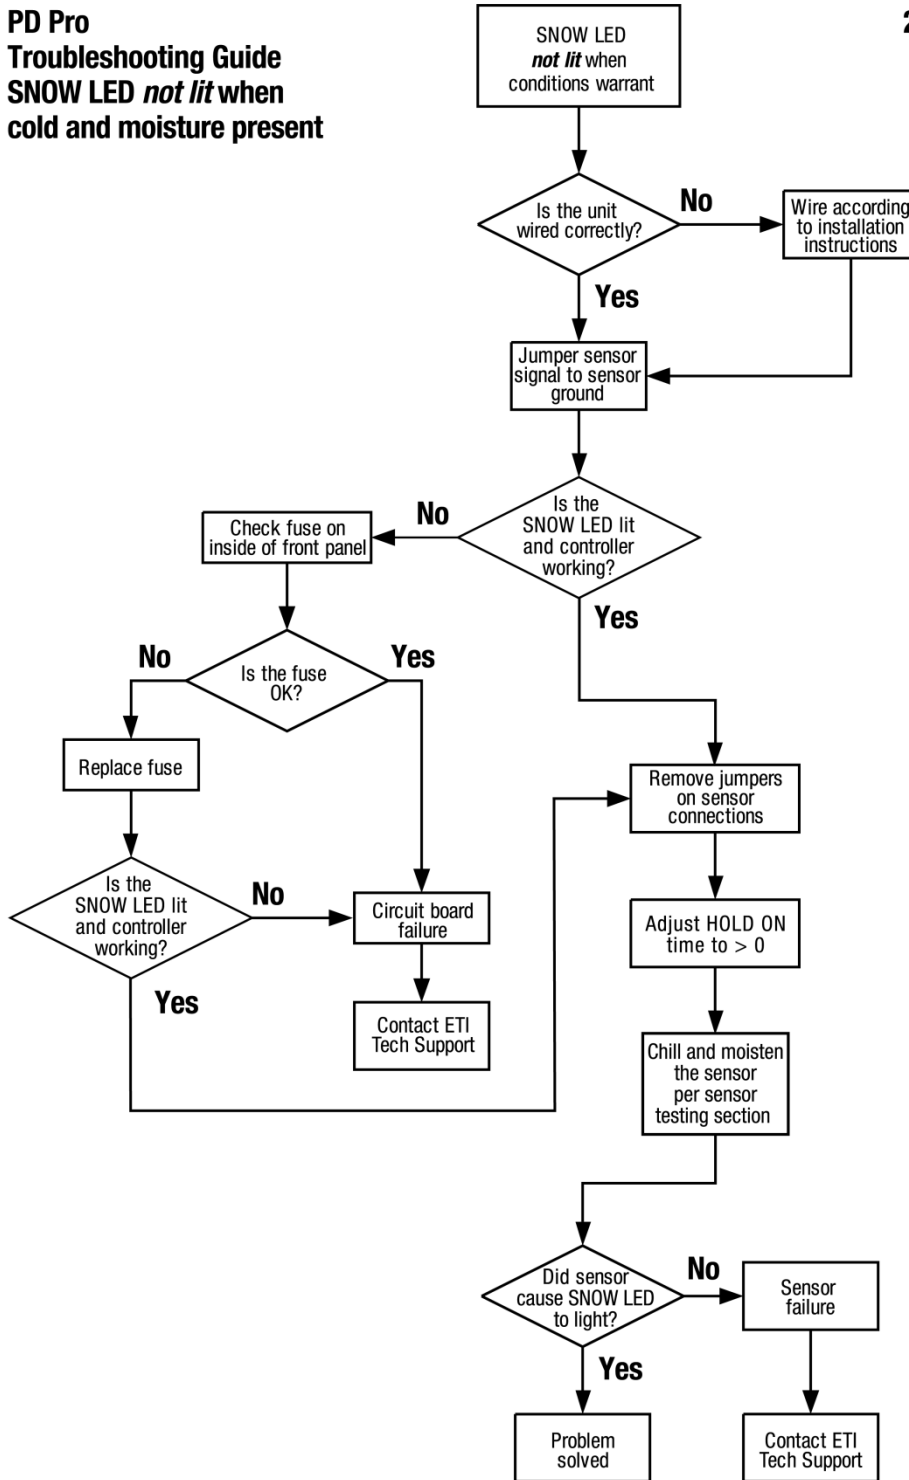 PD Pro
Troubleshooting Guide
SNOW LED not lit when
cold and moisture present
2
SNOW LED
not lit when
conditions warrant
Is the unit
wired correctly?
No
Wire according
to installation
instructions
Yes
Jumper sensor
signal to sensor
ground
Is the
SNOW LED lit
and controller
working?
No
Check fuse on
inside of front panel
Yes
Is the fuse
OK?
No
Yes
Replace fuse
Remove jumpers
on sensor
connections
Is the
SNOW LED lit
and controller
working?
No
Circuit board
failure
Yes
Contact ETI
Tech Support
Adjust HOLD ON
time to > 0
Chill and moisten
the sensor
per sensor
testing section
Did sensor
cause SNOW LED
to light?
No
Sensor
failure
Yes
Problem
solved
Contact ETI
Tech Support